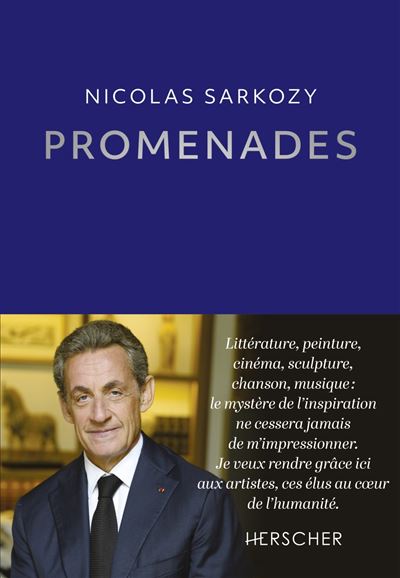 NICOLAS SARKOZY
PROMENADES
Littérature, peinture,
cinéma, sculpture,
chanson, musique :
le mystère de l'inspiration
ne cessera jamais
de m'impressionner.
Je veux rendre grâce ici
aux artistes, ces élus au cœur
de l'humanité.
HERSCHER